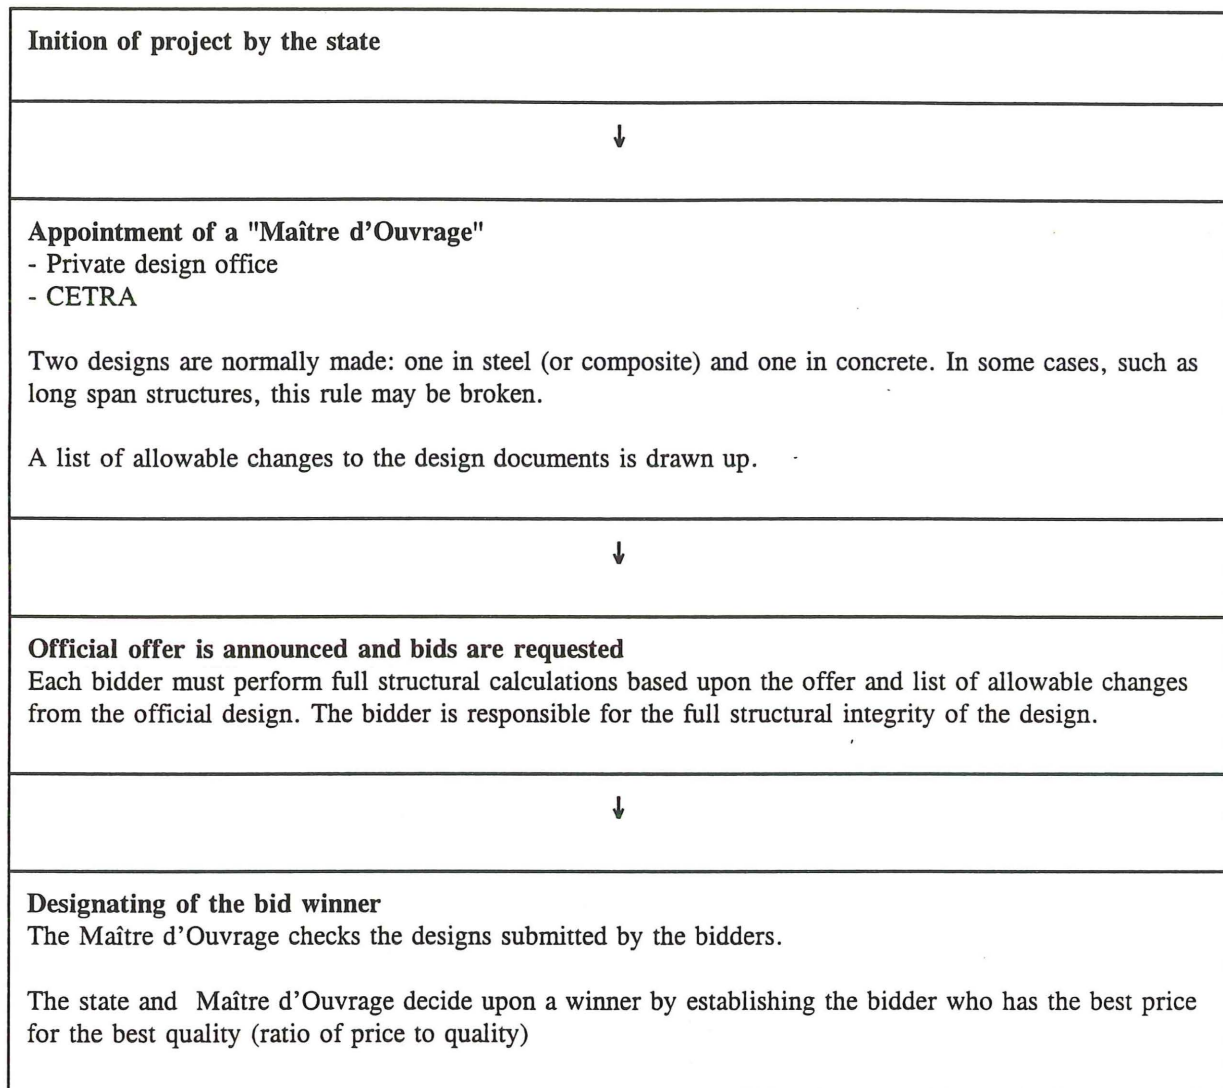 Inition of project by the state
↓
Appointment of a "Maître d'Ouvrage"
- Private design office
- CETRA
Two designs are normally made: one in steel (or composite) and one in concrete. In some cases, such as
long span structures, this rule may be broken.
A list of allowable changes to the design documents is drawn up.
↓
Official offer is announced and bids are requested
Each bidder must perform full structural calculations based upon the offer and list of allowable changes
from the official design. The bidder is responsible for the full structural integrity of the design.
↓
Designating of the bid winner
The Maître d'Ouvrage checks the designs submitted by the bidders.
The state and Maître d'Ouvrage decide upon a winner by establishing the bidder who has the best price
for the best quality (ratio of price to quality)